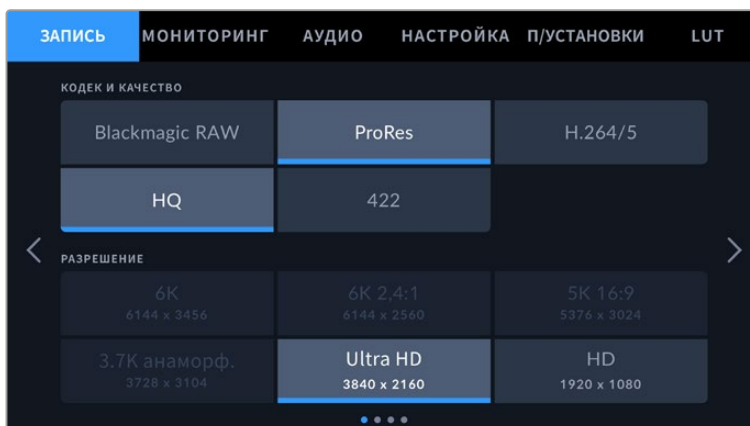 ЗАПИСЬ МОНИТОРИНГ АУДИО НАСТРОЙКА П/УСТАНОВКИ LUT
КОДЕК И КАЧЕСТВО
Blackmagic RAW ProRes H.264/5
HQ 422
РАЗРЕШЕНИЕ
6K 6K 2,4:1 5K 16:9
6144 x 3456 6144 x 2560 5376 x 3024
3.7K анаморф. Ultra HD HD
3728 x 3104 3840 x 2160 1920 x 1080